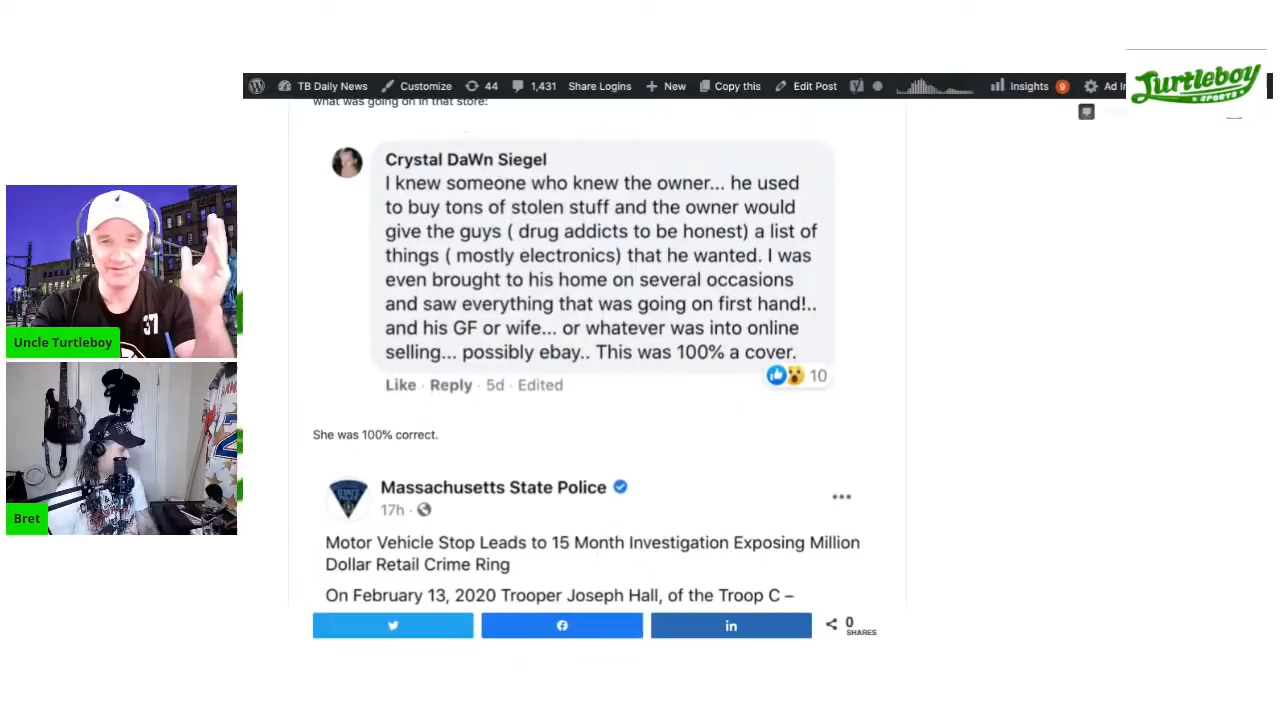 TB Daily News Customize 44 1,431 Share Logins New Copy this Edit Post Insights 9 Ad In
Turtleboy
SPORTS
what was going on in that store:
Crystal DaWn Siegel
I knew someone who knew the owner... he used
to buy tons of stolen stuff and the owner would
give the guys ( drug addicts to be honest) a list of
things ( mostly electronics) that he wanted. I was
even brought to his home on several occasions
and saw everything that was going on first hand!..
and his GF or wife... or whatever was into online
selling... possibly ebay.. This was 100% a cover.
Like · Reply · 5d · Edited
10
She was 100% correct.
Massachusetts State Police
17h ·
Motor Vehicle Stop Leads to 15 Month Investigation Exposing Million
Dollar Retail Crime Ring
On February 13, 2020 Trooper Joseph Hall, of the Troop C –
0
SHARES
37
Uncle Turtleboy
Bret